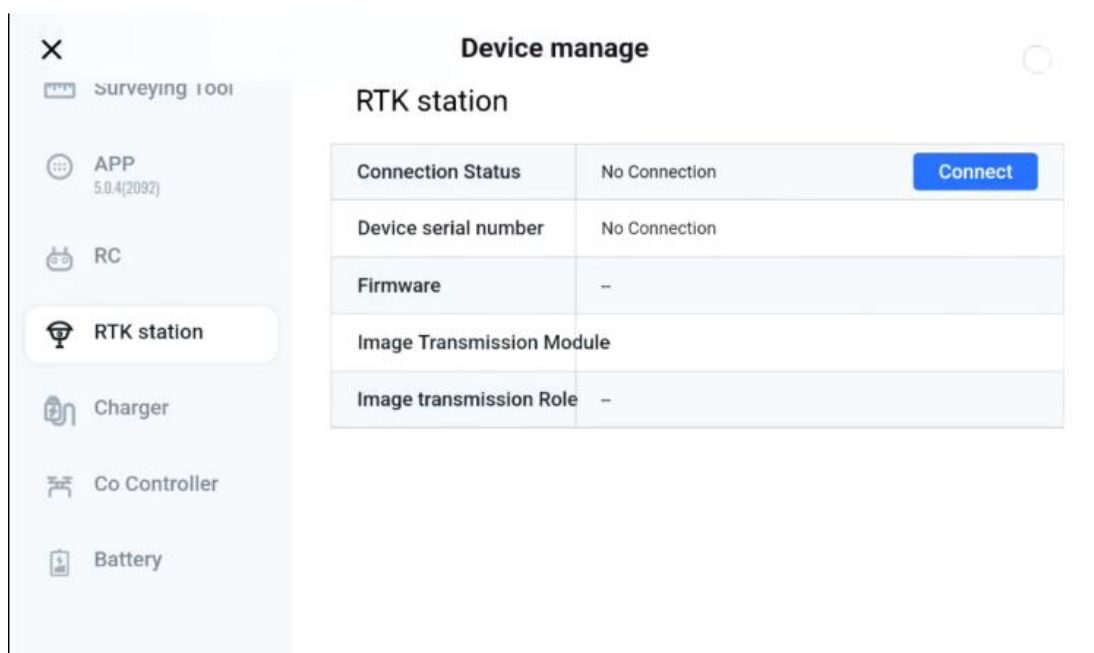 Device manage
Surveying Tool
APP
5.0.4(2092)
RC
RTK station
Charger
Co Controller
Battery
RTK station
Connection Status No Connection Connect
Device serial number No Connection
Firmware --
Image Transmission Module
Image transmission Role --